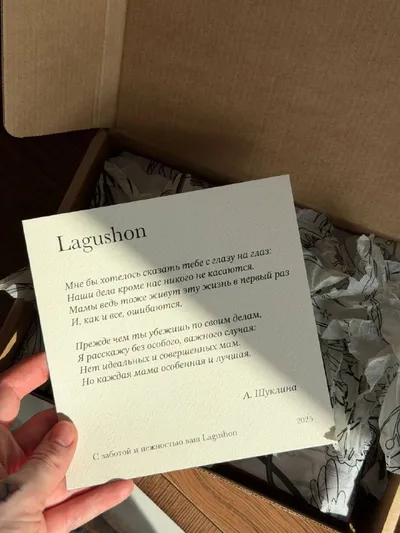 Lagushon
Мне бы хотелось сказать тебе с глазу на глаз:
Наши дела кроме нас никого не касаются.
Мамы ведь тоже живут эту жизнь в первый раз
И, как и все, ошибаются.
Прежде чем ты убежишь по своим делам,
Я расскажу без особого, важного случая:
Нет идеальных и совершенных мам.
Но каждая мама особенная и лучшая.
А. Щуклина
2025
С заботой и нежностью ваш Lagushon